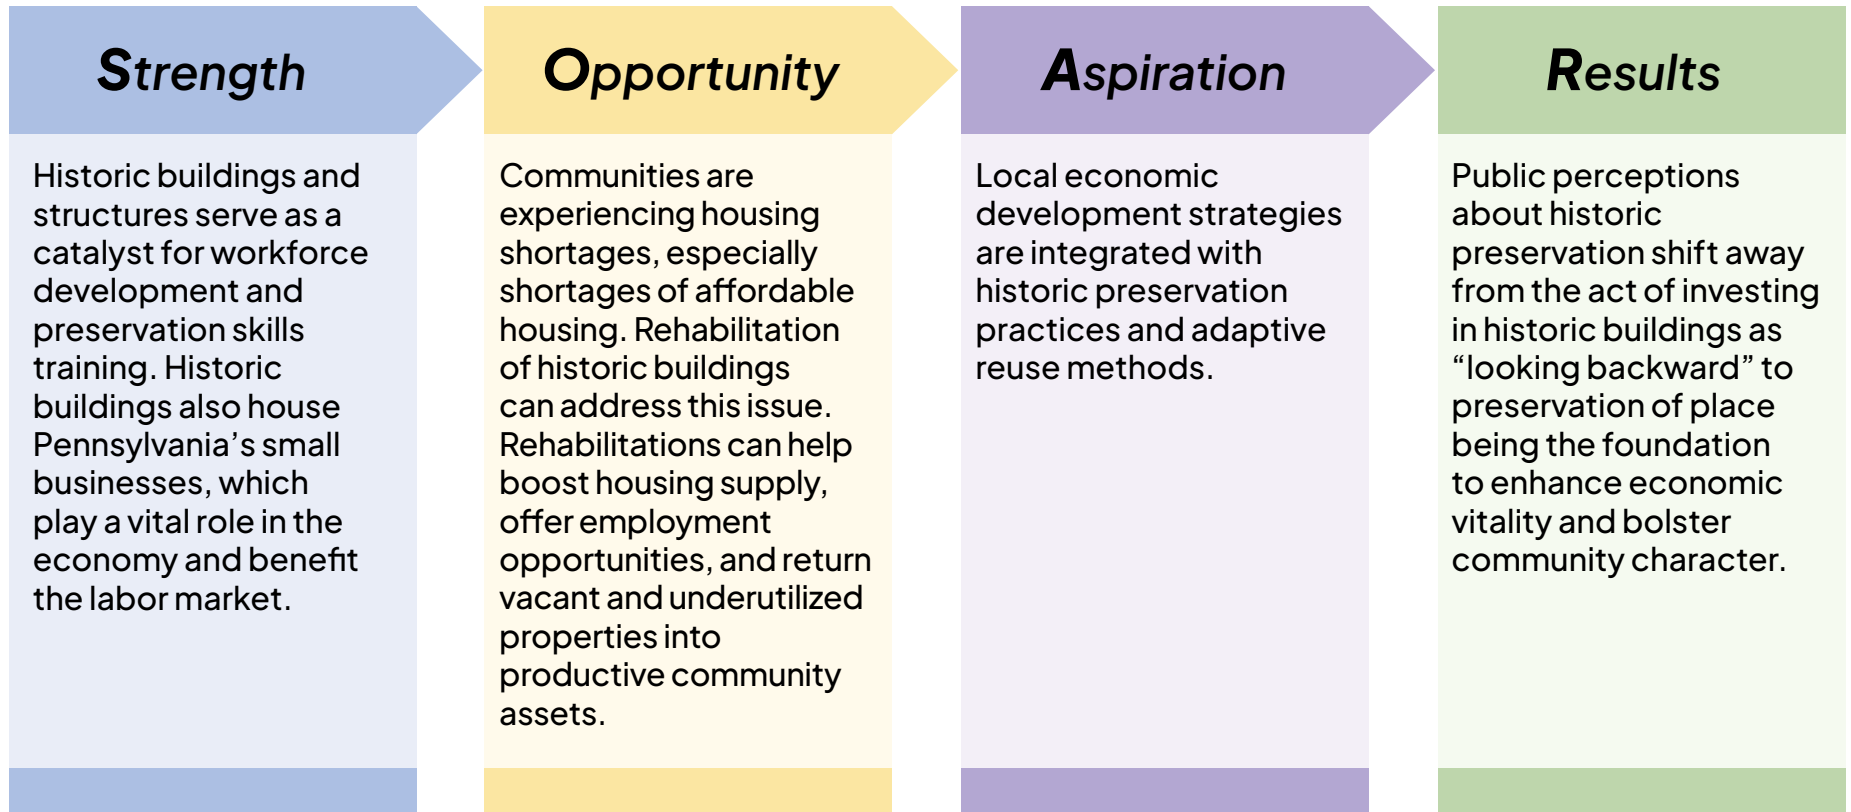 Strength
Historic buildings and
structures serve as a
catalyst for workforce
development and
preservation skills
training. Historic
buildings also house
Pennsylvania’s small
businesses, which
play a vital role in the
economy and benefit
the labor market.
Opportunity
Communities are
experiencing housing
shortages, especially
shortages of affordable
housing. Rehabilitation
of historic buildings
can address this issue.
Rehabilitations can help
boost housing supply,
offer employment
opportunities, and return
vacant and underutilized
properties into
productive community
assets.
Aspiration
Local economic
development strategies
are integrated with
historic preservation
practices and adaptive
reuse methods.
Results
Public perceptions
about historic
preservation shift away
from the act of investing
in historic buildings as
“looking backward” to
preservation of place
being the foundation
to enhance economic
vitality and bolster
community character.